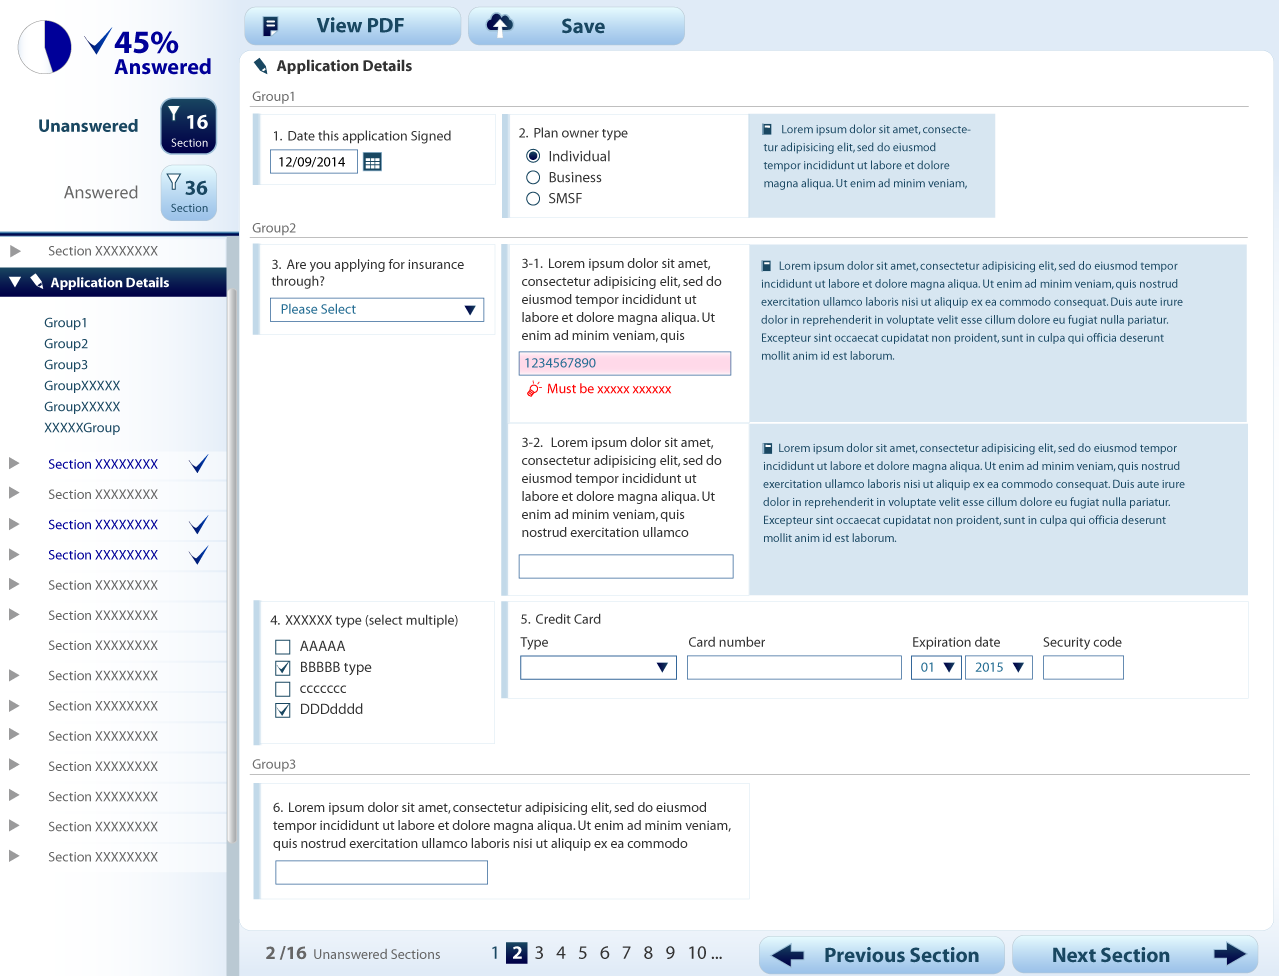 45%
Answered
Unanswered
16
Section
Answered
36
Section
Section XXXXXXXX
Application Details
Group1
Group2
Group3
GroupXXXXX
GroupXXXXX
XXXXXGroup
Section XXXXXXXX
Section XXXXXXXX
Section XXXXXXXX
Section XXXXXXXX
Section XXXXXXXX
Section XXXXXXXX
Section XXXXXXXX
Section XXXXXXXX
Section XXXXXXXX
Section XXXXXXXX
Section XXXXXXXX
Section XXXXXXXX
Section XXXXXXXX
Section XXXXXXXX
View PDF
Save
Application Details
Group1
1. Date this application Signed
12/09/2014
2. Plan owner type
Individual
Business
SMSF
Lorem ipsum dolor sit amet, consecte-
tur adipisicing elit, sed do eiusmod
tempor incididunt ut labore et dolore
magna aliqua. Ut enim ad minim veniam,
Group2
3. Are you applying for insurance
through?
Please Select
3-1. Lorem ipsum dolor sit amet,
consectetur adipisicing elit, sed do
eiusmod tempor incididunt ut
labore et dolore magna aliqua. Ut
enim ad minim veniam, quis
1234567890
Must be xxxxx xxxxxx
Lorem ipsum dolor sit amet, consectetur adipisicing elit, sed do eiusmod tempor
incididunt ut labore et dolore magna aliqua. Ut enim ad minim veniam, quis nostrud
exercitation ullamco laboris nisi ut aliquip ex ea commodo consequat. Duis aute irure
dolor in reprehenderit in voluptate velit esse cillum dolore eu fugiat nulla pariatur.
Excepteur sint occaecat cupidatat non proident, sunt in culpa qui officia deserunt
mollit anim id est laborum.
3-2. Lorem ipsum dolor sit amet,
consectetur adipisicing elit, sed do
eiusmod tempor incididunt ut
labore et dolore magna aliqua. Ut
enim ad minim veniam, quis
nostrud exercitation ullamco
Lorem ipsum dolor sit amet, consectetur adipisicing elit, sed do eiusmod tempor
incididunt ut labore et dolore magna aliqua. Ut enim ad minim veniam, quis nostrud
exercitation ullamco laboris nisi ut aliquip ex ea commodo consequat. Duis aute irure
dolor in reprehenderit in voluptate velit esse cillum dolore eu fugiat nulla pariatur.
Excepteur sint occaecat cupidatat non proident, sunt in culpa qui officia deserunt
mollit anim id est laborum.
4. XXXXXX type (select multiple)
AAAAA
BBBBB type
ccccccc
DDDdddd
5. Credit Card
Type Card number Expiration date Security code
01 2015
Group3
6. Lorem ipsum dolor sit amet, consectetur adipisicing elit, sed do eiusmod
tempor incididunt ut labore et dolore magna aliqua. Ut enim ad minim veniam,
quis nostrud exercitation ullamco laboris nisi ut aliquip ex ea commodo
2 /16 Unanswered Sections
1 2 3 4 5 6 7 8 9 10 ...
Previous Section
Next Section